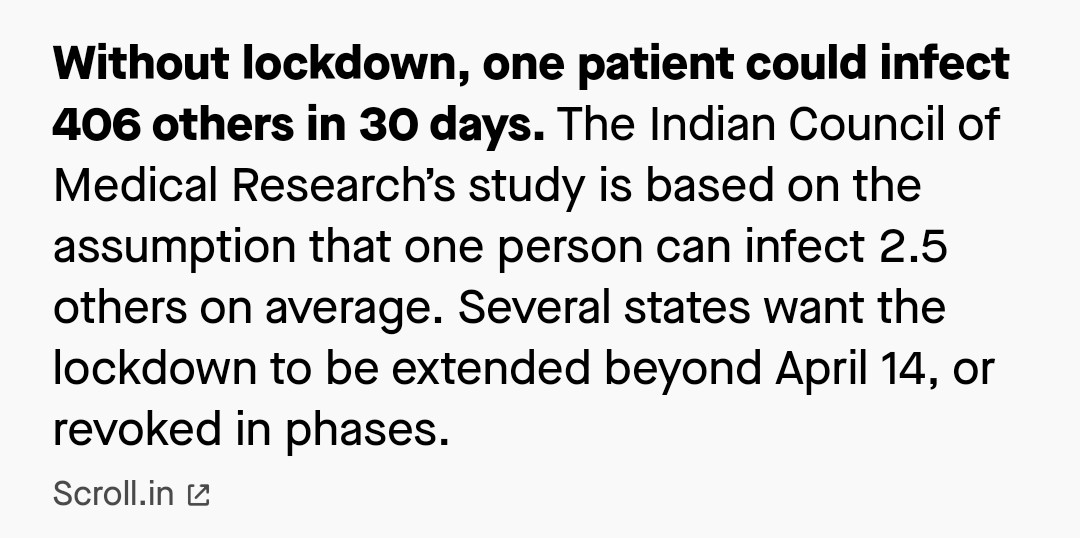 Without lockdown, one patient could infect
406 others in 30 days. The Indian Council of
Medical Research’s study is based on the
assumption that one person can infect 2.5
others on average. Several states want the
lockdown to be extended beyond April 14, or
revoked in phases.
Scroll.in